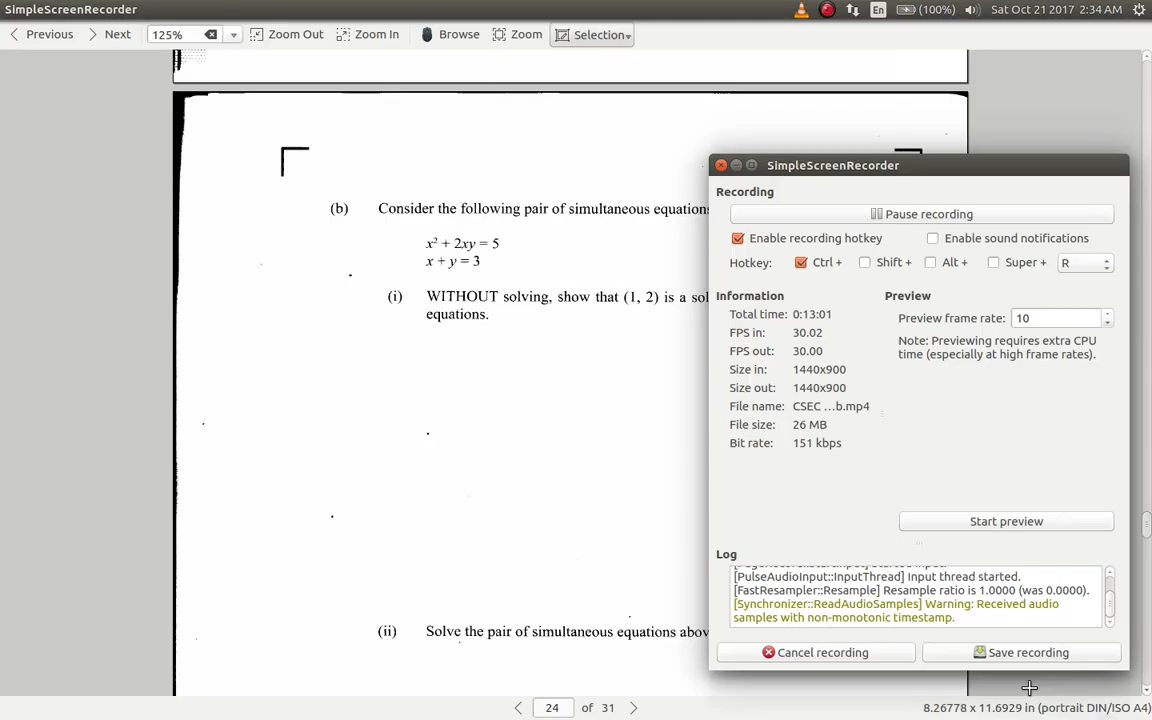 SimpleScreenRecorder
En
(100%)
Sat Oct 21 2017 2:34 AM
Previous
Next
125%
Zoom Out
Zoom In
Browse
Zoom
Selection
(b) Consider the following pair of simultaneous equations
x² + 2xy = 5
x + y = 3
(i) WITHOUT solving, show that (1, 2) is a sol
equations.
(ii) Solve the pair of simultaneous equations abov
SimpleScreenRecorder
Recording
Pause recording
Enable recording hotkey
Enable sound notifications
Hotkey: Ctrl + Shift + Alt + Super + R
Information
Total time: 0:13:01
FPS in: 30.02
FPS out: 30.00
Size in: 1440x900
Size out: 1440x900
File name: CSEC ...b.mp4
File size: 26 MB
Bit rate: 151 kbps
Preview
Preview frame rate: 10
Note: Previewing requires extra CPU
time (especially at high frame rates).
Start preview
Log
[PulseAudioInput::InputThread] Input thread started.
[FastResampler::Resample] Resample ratio is 1.0000 (was 0.0000).
[Synchronizer::ReadAudioSamples] Warning: Received audio
samples with non-monotonic timestamp.
Cancel recording
Save recording
24 of 31
8.26778 x 11.6929 in (portrait DIN/ISO A4)